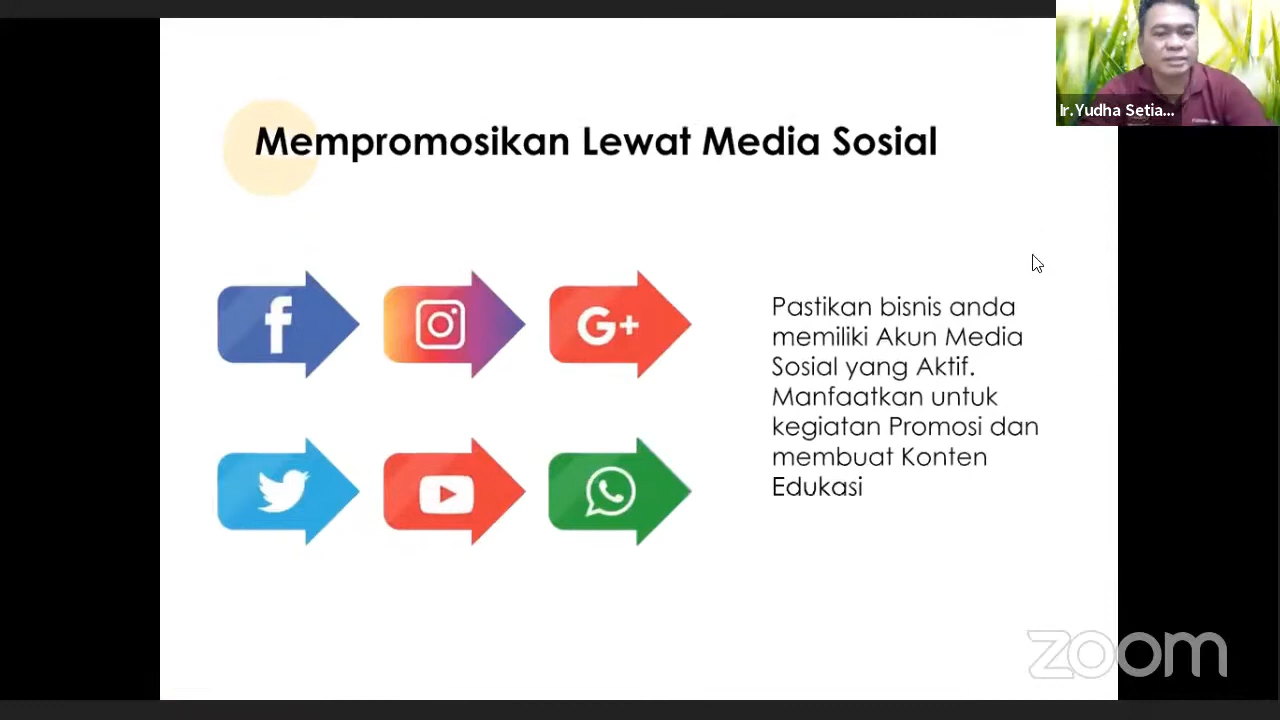 Ir.Yudha Setia...
Mempromosikan Lewat Media Sosial
f
G+
Pastikan bisnis anda
memiliki Akun Media
Sosial yang Aktif.
Manfaatkan untuk
kegiatan Promosi dan
membuat Konten
Edukasi
zoom